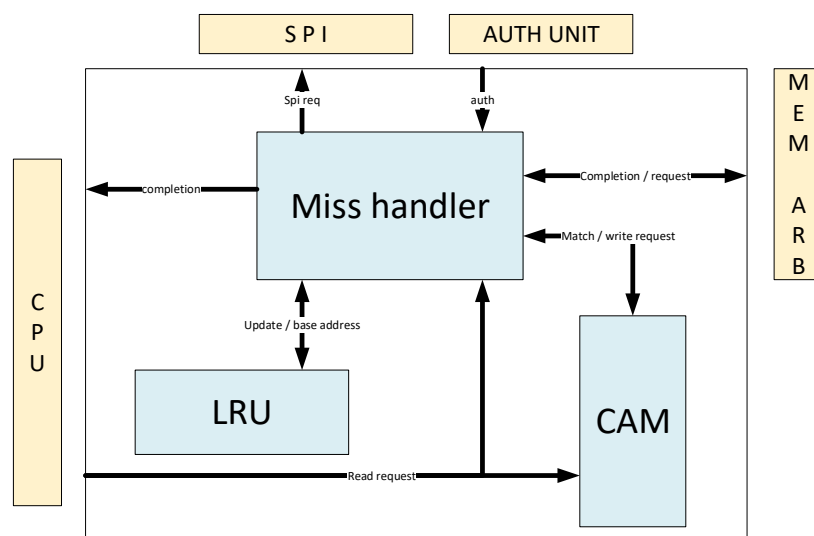 S P I
AUTH UNIT
Spi req
auth
M
E
M
A
R
B
completion
Miss handler
Completion / request
Match / write request
C
P
U
Update / base address
LRU
CAM
Read request